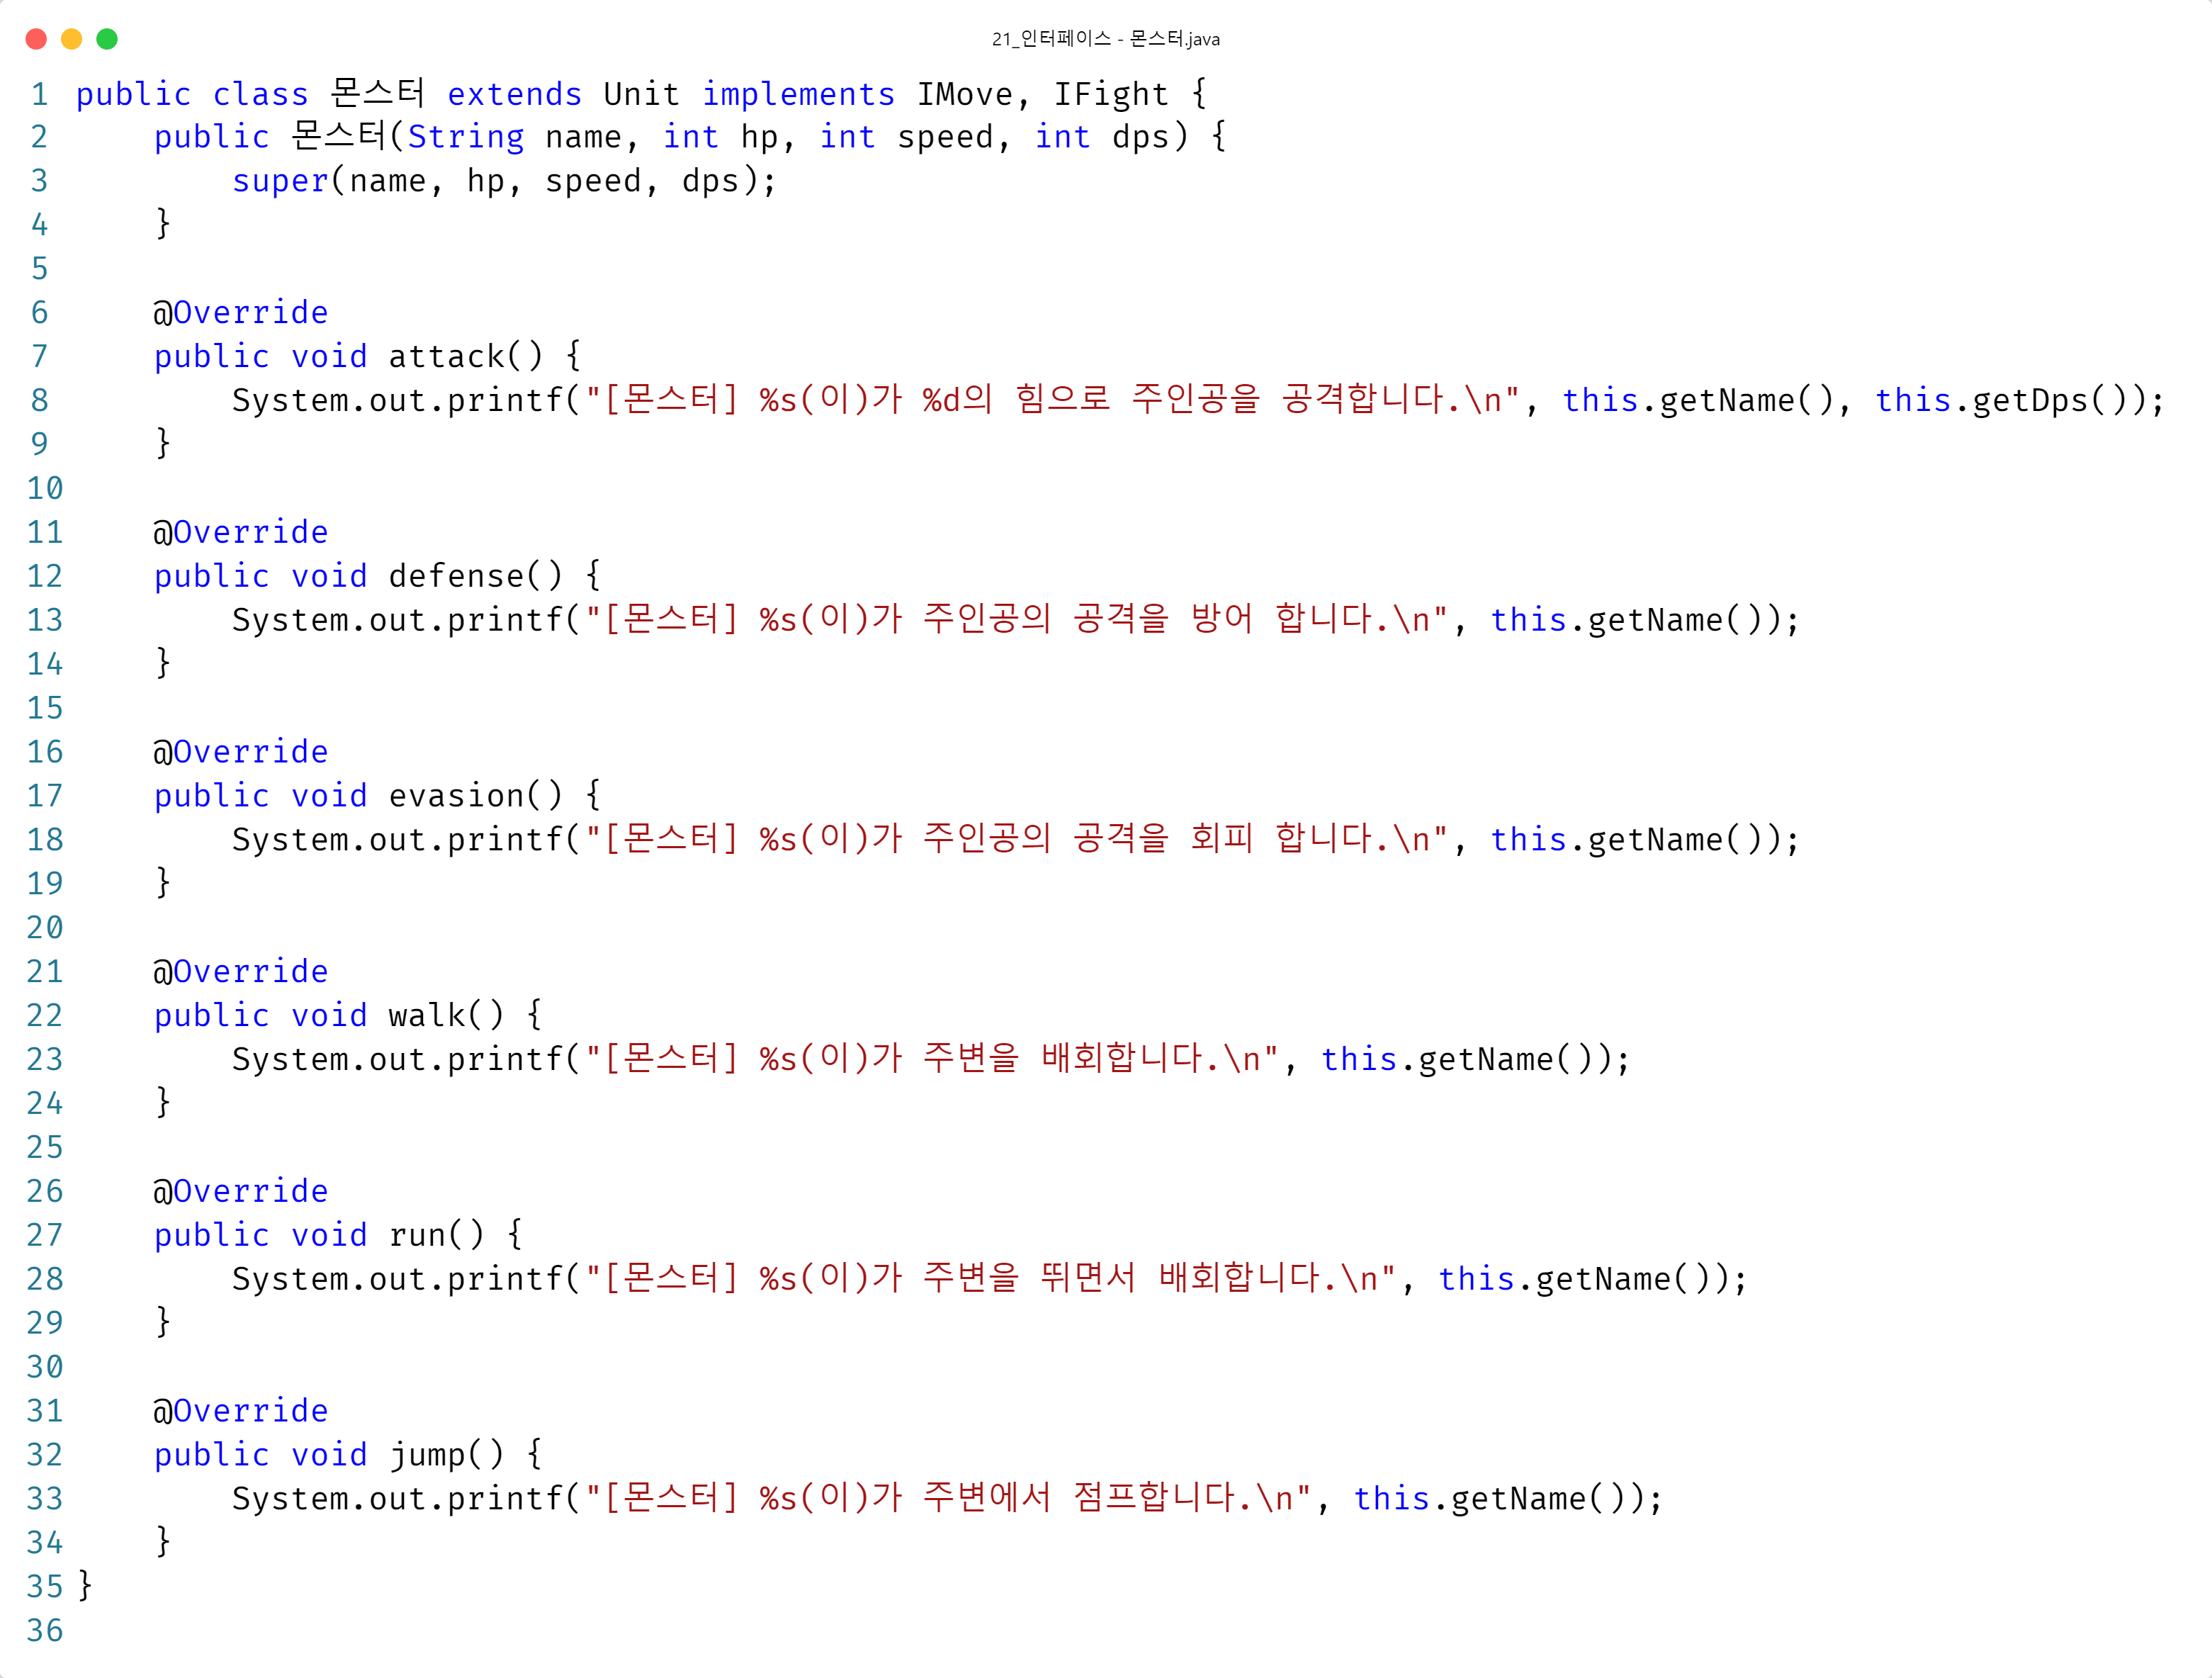 21_인터페이스 - 몬스터.java
1 public class 몬스터 extends Unit implements IMove, IFight {
2     public 몬스터(String name, int hp, int speed, int dps) {
3         super(name, hp, speed, dps);
4     }
5
6     @Override
7     public void attack() {
8         System.out.printf("[몬스터] %s(이)가 %d의 힘으로 주인공을 공격합니다.\n", this.getName(), this.getDps());
9     }
10
11     @Override
12     public void defense() {
13         System.out.printf("[몬스터] %s(이)가 주인공의 공격을 방어 합니다.\n", this.getName());
14     }
15
16     @Override
17     public void evasion() {
18         System.out.printf("[몬스터] %s(이)가 주인공의 공격을 회피 합니다.\n", this.getName());
19     }
20
21     @Override
22     public void walk() {
23         System.out.printf("[몬스터] %s(이)가 주변을 배회합니다.\n", this.getName());
24     }
25
26     @Override
27     public void run() {
28         System.out.printf("[몬스터] %s(이)가 주변을 뛰면서 배회합니다.\n", this.getName());
29     }
30
31     @Override
32     public void jump() {
33         System.out.printf("[몬스터] %s(이)가 주변에서 점프합니다.\n", this.getName());
34     }
35 }
36